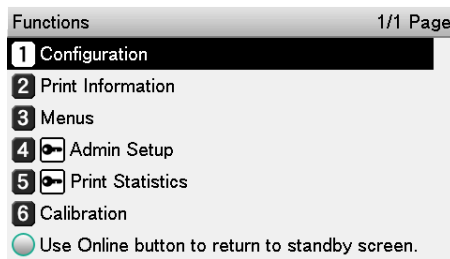 Functions 1/1 Page
1 Configuration
2 Print Information
3 Menus
4 Admin Setup
5 Print Statistics
6 Calibration
Use Online button to return to standby screen.